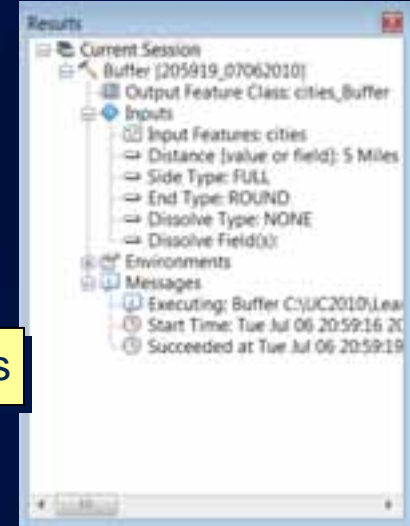 Results
Current Session
Buffer [205919_07062010]
Output Feature Class: cities_Buffer
Inputs
Input Features: cities
Distance [value or field]: 5 Miles
Side Type: FULL
End Type: ROUND
Dissolve Type: NONE
Dissolve Field(s):
Environments
Messages
Executing: Buffer C:\UC2010\Lea
Start Time: Tue Jul 06 20:59:16 20
Succeeded at Tue Jul 06 20:59:19
s